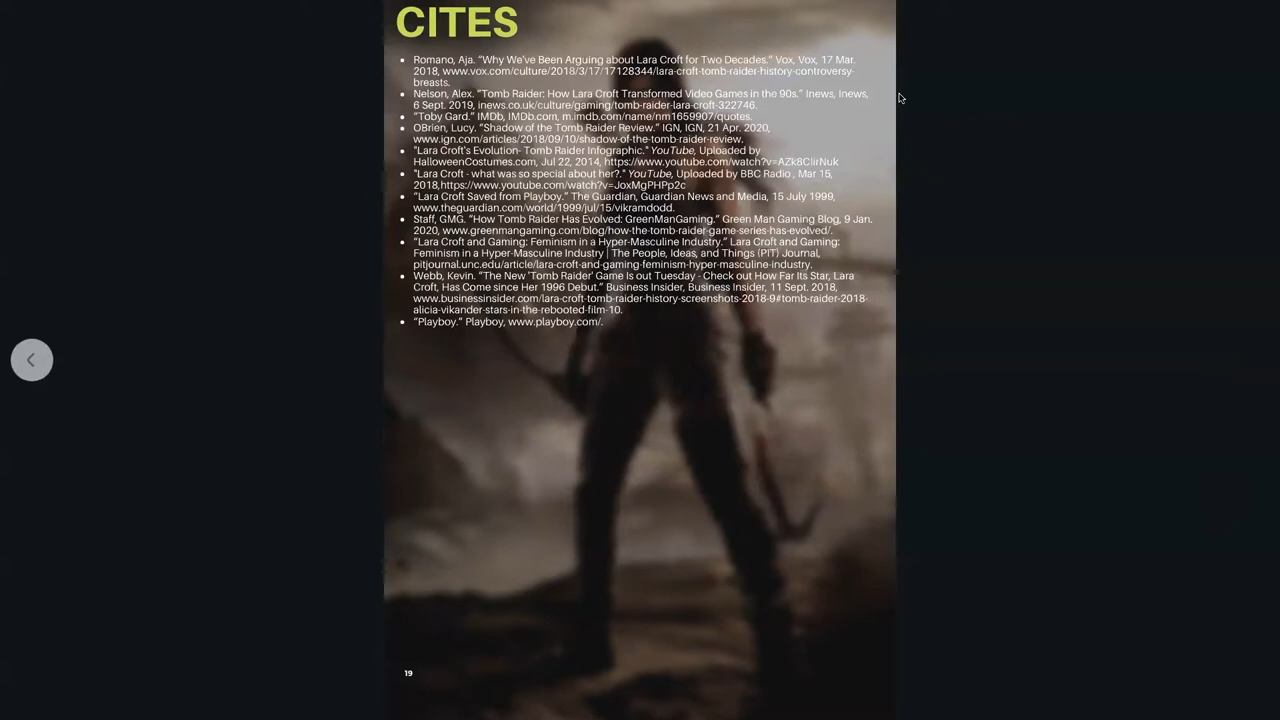 CITES
• Romano, Aja. “Why We've Been Arguing about Lara Croft for Two Decades.” Vox, Vox, 17 Mar.
2018, www.vox.com/culture/2018/3/17/17128344/lara-croft-tomb-raider-history-controversy-
breasts.
• Nelson, Alex. “Tomb Raider: How Lara Croft Transformed Video Games in the 90s.” Inews, Inews,
6 Sept. 2019, inews.co.uk/culture/gaming/tomb-raider-lara-croft-322746.
• “Toby Gard.” IMDb, IMDb.com, m.imdb.com/name/nm1659907/quotes.
• OBrien, Lucy. “Shadow of the Tomb Raider Review.” IGN, IGN, 21 Apr. 2020,
www.ign.com/articles/2018/09/10/shadow-of-the-tomb-raider-review.
• "Lara Croft's Evolution- Tomb Raider Infographic." YouTube, Uploaded by
HalloweenCostumes.com, Jul 22, 2014, https://www.youtube.com/watch?v=AZk8ClirNuk
• "Lara Croft - what was so special about her?." YouTube, Uploaded by BBC Radio , Mar 15,
2018,https://www.youtube.com/watch?v=JoxMgPHPp2c
• “Lara Croft Saved from Playboy.” The Guardian, Guardian News and Media, 15 July 1999,
www.theguardian.com/world/1999/jul/15/vikramdodd.
• Staff, GMG. “How Tomb Raider Has Evolved: GreenManGaming.” Green Man Gaming Blog, 9 Jan.
2020, www.greenmangaming.com/blog/how-the-tomb-raider-game-series-has-evolved/.
• “Lara Croft and Gaming: Feminism in a Hyper-Masculine Industry.” Lara Croft and Gaming:
Feminism in a Hyper-Masculine Industry | The People, Ideas, and Things (PIT) Journal,
pitjournal.unc.edu/article/lara-croft-and-gaming-feminism-hyper-masculine-industry.
• Webb, Kevin. “The New 'Tomb Raider' Game Is out Tuesday - Check out How Far Its Star, Lara
Croft, Has Come since Her 1996 Debut.” Business Insider, Business Insider, 11 Sept. 2018,
www.businessinsider.com/lara-croft-tomb-raider-history-screenshots-2018-9#tomb-raider-2018-
alicia-vikander-stars-in-the-rebooted-film-10.
• “Playboy.” Playboy, www.playboy.com/.
19